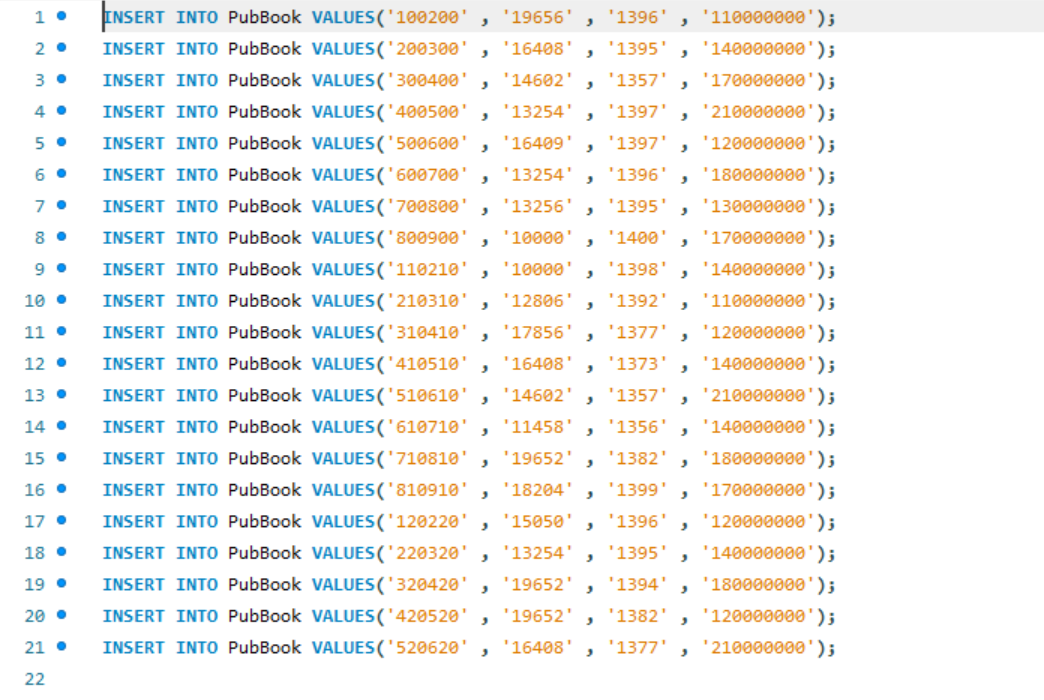 1 INSERT INTO PubBook VALUES('100200' , '19656' , '1396' , '110000000');
2 INSERT INTO PubBook VALUES('200300' , '16408' , '1395' , '140000000');
3 INSERT INTO PubBook VALUES('300400' , '14602' , '1357' , '170000000');
4 INSERT INTO PubBook VALUES('400500' , '13254' , '1397' , '210000000');
5 INSERT INTO PubBook VALUES('500600' , '16409' , '1397' , '120000000');
6 INSERT INTO PubBook VALUES('600700' , '13254' , '1396' , '180000000');
7 INSERT INTO PubBook VALUES('700800' , '13256' , '1395' , '130000000');
8 INSERT INTO PubBook VALUES('800900' , '10000' , '1400' , '170000000');
9 INSERT INTO PubBook VALUES('110210' , '10000' , '1398' , '140000000');
10 INSERT INTO PubBook VALUES('210310' , '12806' , '1392' , '110000000');
11 INSERT INTO PubBook VALUES('310410' , '17856' , '1377' , '120000000');
12 INSERT INTO PubBook VALUES('410510' , '16408' , '1373' , '140000000');
13 INSERT INTO PubBook VALUES('510610' , '14602' , '1357' , '210000000');
14 INSERT INTO PubBook VALUES('610710' , '11458' , '1356' , '140000000');
15 INSERT INTO PubBook VALUES('710810' , '19652' , '1382' , '180000000');
16 INSERT INTO PubBook VALUES('810910' , '18204' , '1399' , '170000000');
17 INSERT INTO PubBook VALUES('120220' , '15050' , '1396' , '120000000');
18 INSERT INTO PubBook VALUES('220320' , '13254' , '1395' , '140000000');
19 INSERT INTO PubBook VALUES('320420' , '19652' , '1394' , '180000000');
20 INSERT INTO PubBook VALUES('420520' , '19652' , '1382' , '120000000');
21 INSERT INTO PubBook VALUES('520620' , '16408' , '1377' , '210000000');
22